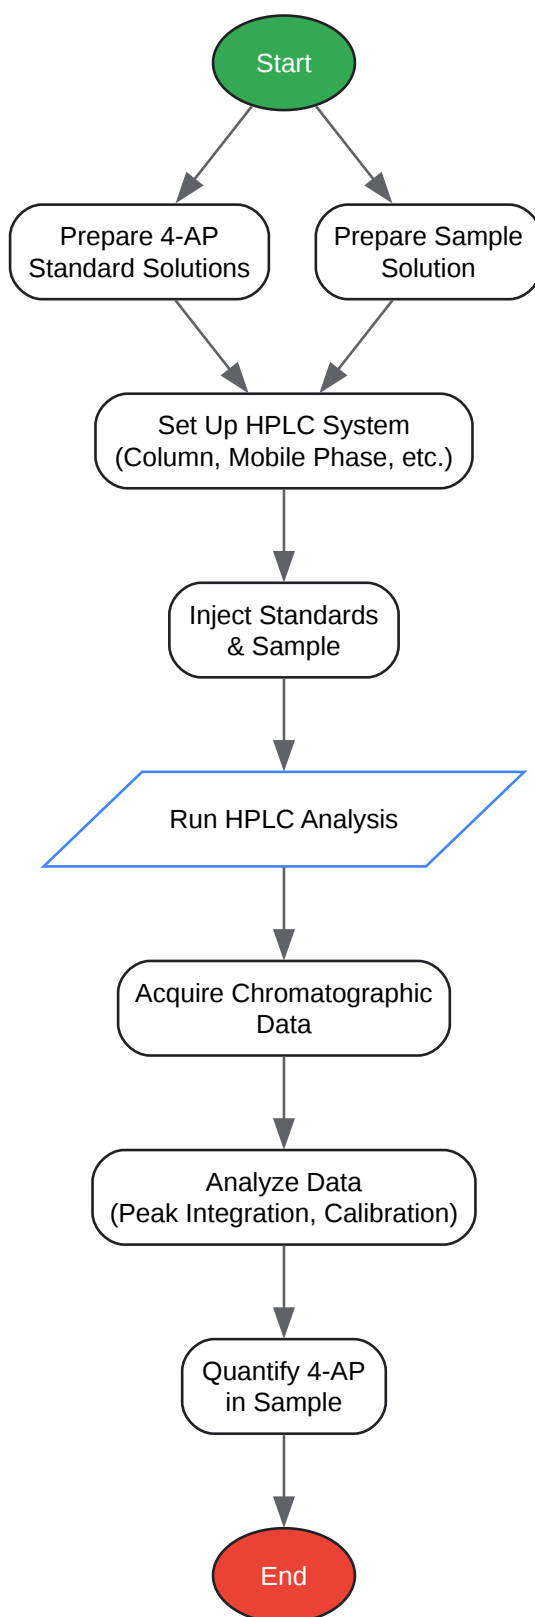 Start
Prepare 4-AP
Standard Solutions
Prepare Sample
Solution
Set Up HPLC System
(Column, Mobile Phase, etc.)
Inject Standards
& Sample
Run HPLC Analysis
Acquire Chromatographic
Data
Analyze Data
(Peak Integration, Calibration)
Quantify 4-AP
in Sample
End